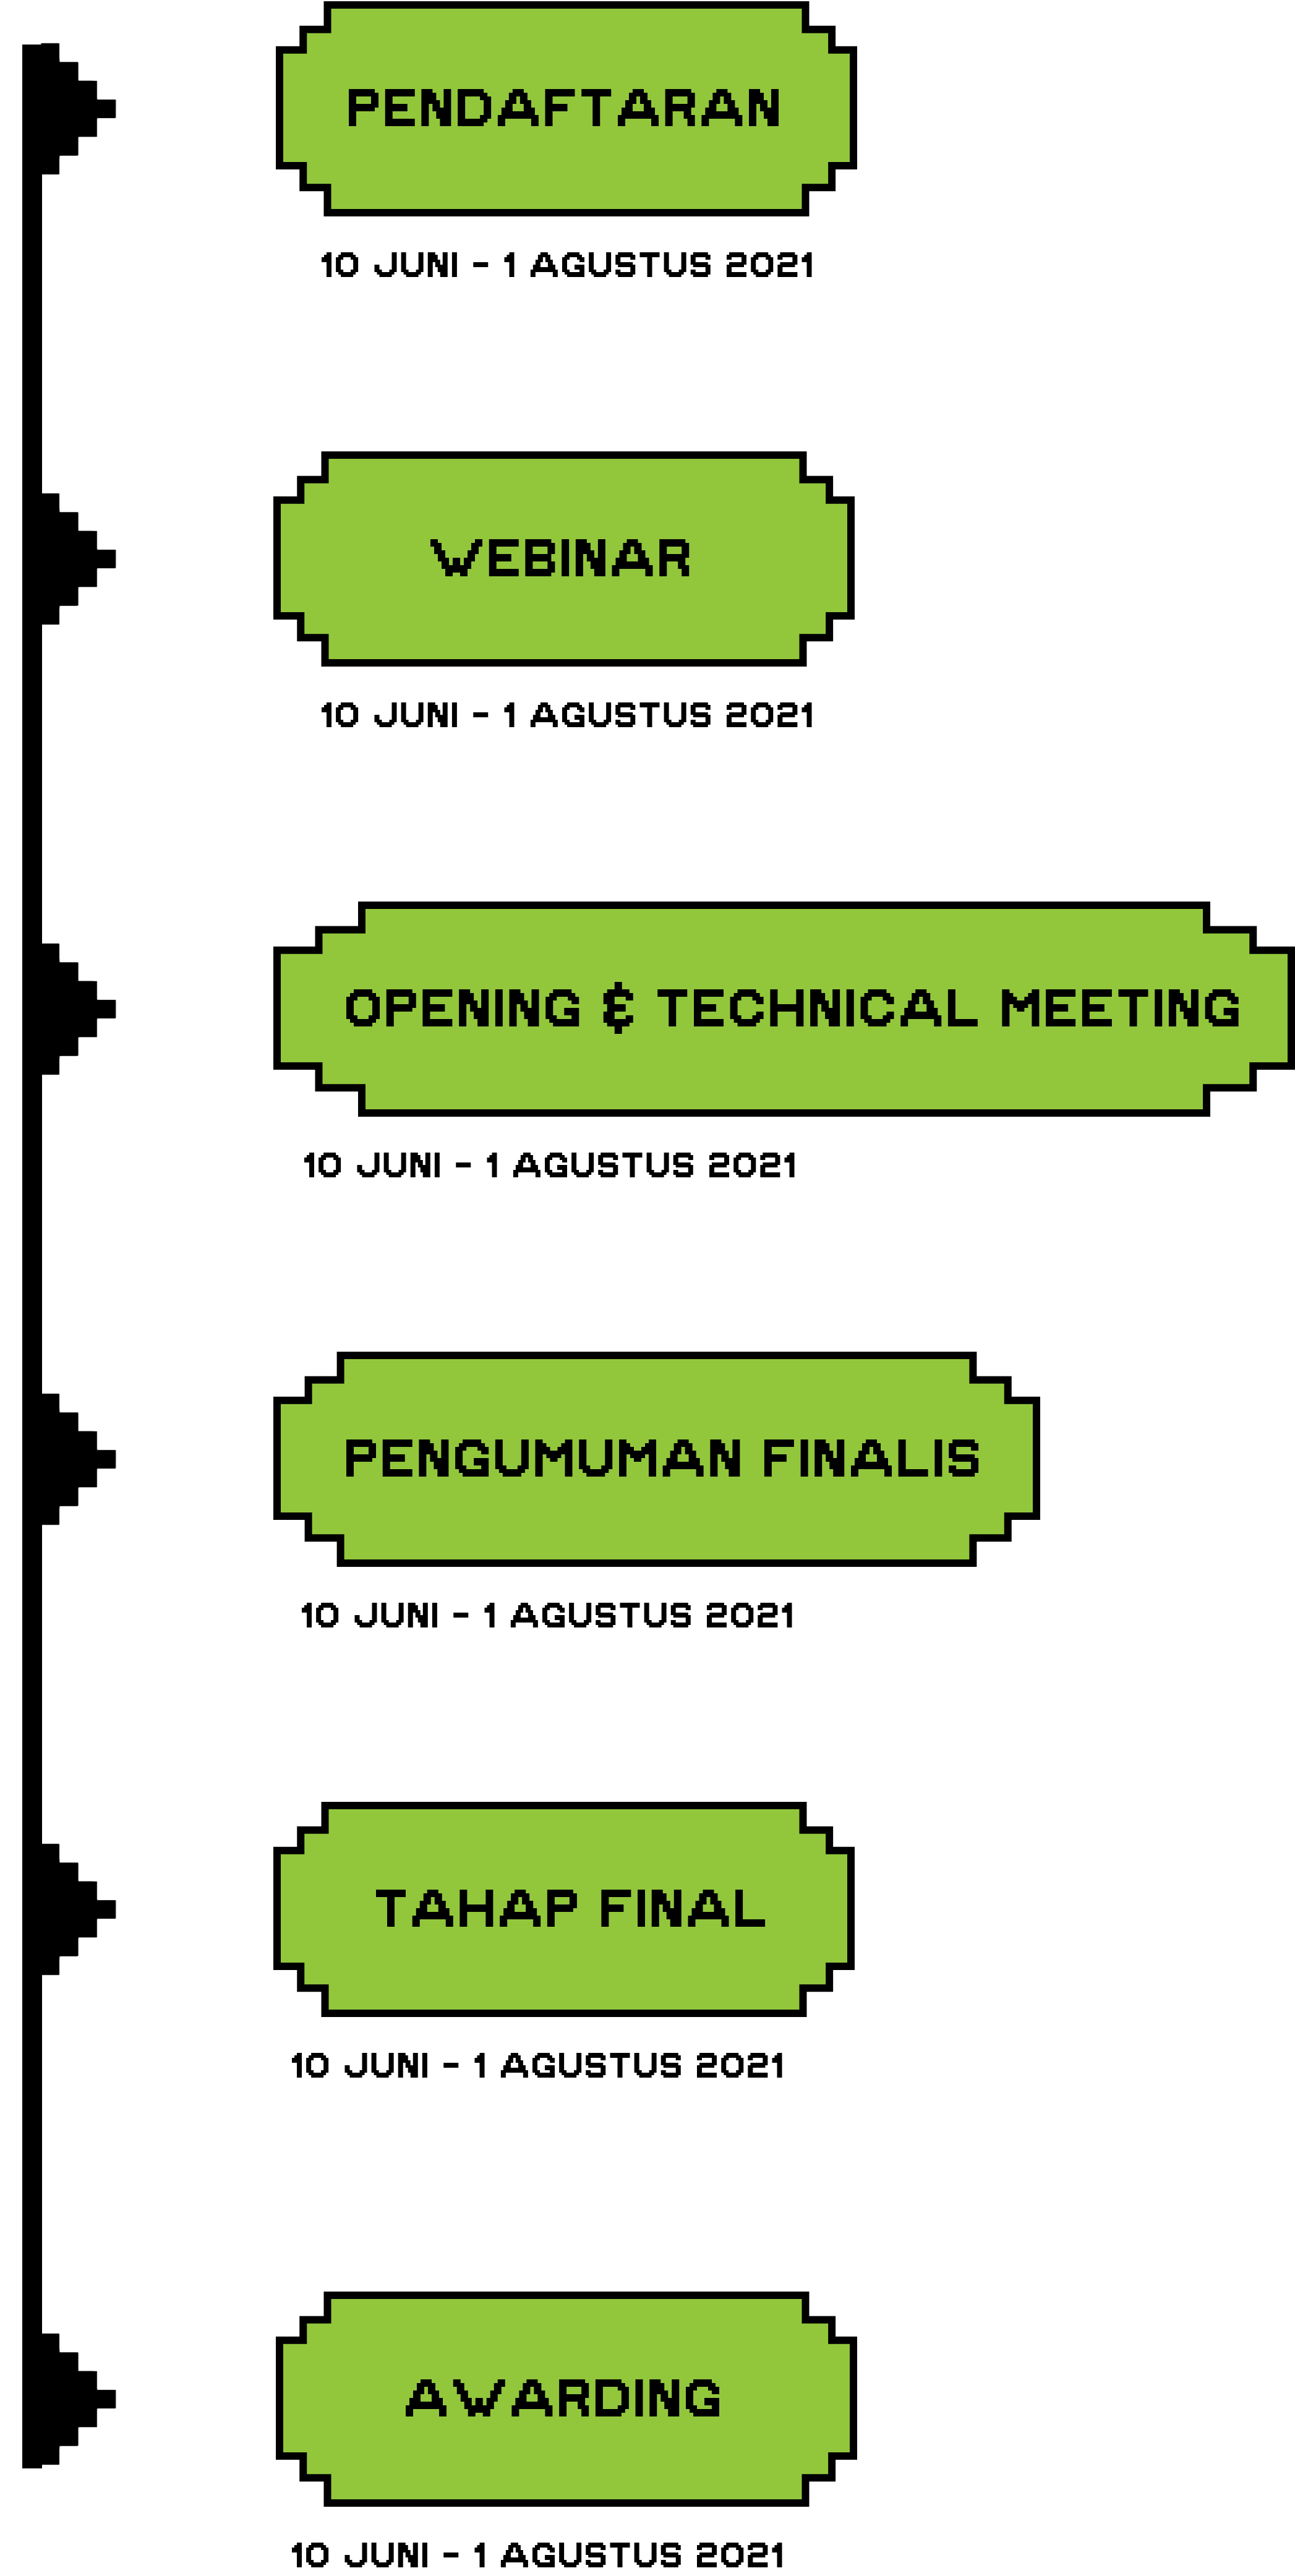 PENDAFTARAN
10 JUNI - 1 AGUSTUS 2021
WEBINAR
10 JUNI - 1 AGUSTUS 2021
OPENING & TECHNICAL MEETING
10 JUNI - 1 AGUSTUS 2021
PENGUMUMAN FINALIS
10 JUNI - 1 AGUSTUS 2021
TAHAP FINAL
10 JUNI - 1 AGUSTUS 2021
AWARDING
10 JUNI - 1 AGUSTUS 2021